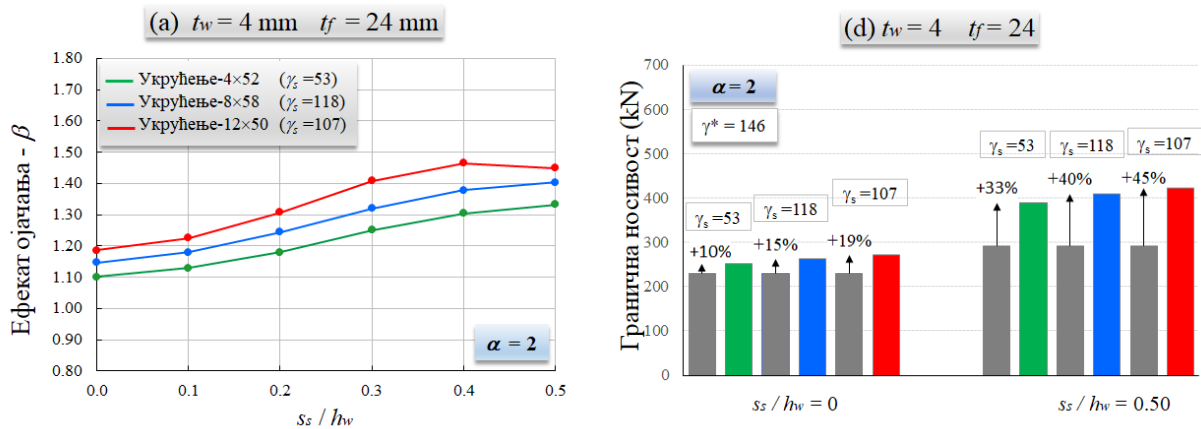 (a) tw = 4 mm tf = 24 mm
1.80
1.70
1.60
1.50
1.40
1.30
1.20
1.10
1.00
0.90
0.80
Ефекат ојачања - β
Укрућење-4×52 (γs =53)
Укрућење-8×58 (γs =118)
Укрућење-12×50 (γs =107)
α = 2
0.0 0.1 0.2 0.3 0.4 0.5
ss / hw
(d) tw = 4 tf = 24
700
600
500
400
300
200
100
0
Гранична носивост (kN)
α = 2
γ* = 146
γs =53 γs =118 γs =107
+10% +15% +19%
γs =53 γs =118 γs =107
+33% +40% +45%
ss / hw = 0 ss / hw = 0.50